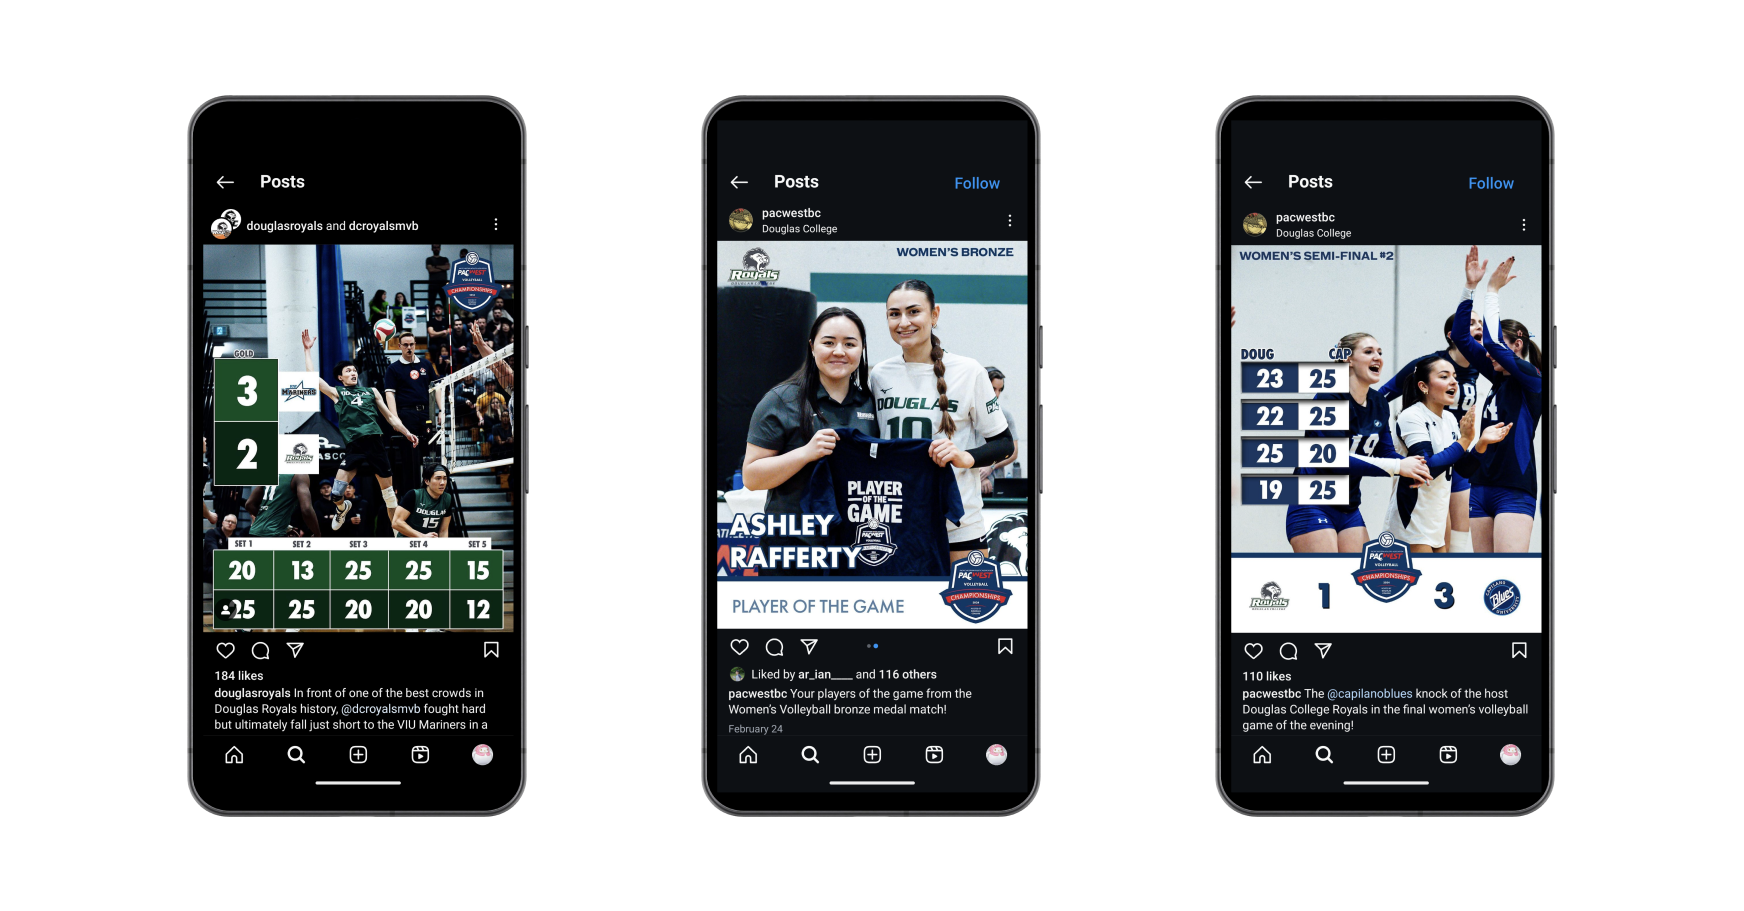 Posts
douglasroyals and dcroyalsmvb
PACWEST
VOLLEYBALL
CHAMPIONSHIPS
GOLD
3
MARINERS
4
2
Royals
11
DOUGLAS
15
SET 1 SET 2 SET 3 SET 4 SET 5
20 13 25 25 15
25 25 20 20 12
184 likes
douglasroyals In front of one of the best crowds in
Douglas Royals history, @dcroyalsmvb fought hard
but ultimately fall just short to the VIU Mariners in a
Posts
Follow
pacwestbc
Douglas College
Royals
WOMEN'S BRONZE
DOUGLAS
10
PLAYER
OF THE
GAME
ASHLEY
RAFFERTY
PACWEST
VOLLEYBALL
CHAMPIONSHIPS
PLAYER OF THE GAME
Liked by ar_ian____ and 116 others
pacwestbc Your players of the game from the
Women's Volleyball bronze medal match!
February 24
Posts
Follow
pacwestbc
Douglas College
WOMEN'S SEMI-FINAL #2
DOUG CAP
23 25
22 25
25 20
19 25
19
18
14
PACWEST
VOLLEYBALL
CHAMPIONSHIPS
Royals
1
3
CAPILANO
Blues
UNIVERSITY
110 likes
pacwestbc The @capilanoblues knock of the host
Douglas College Royals in the final women's volleyball
game of the evening!